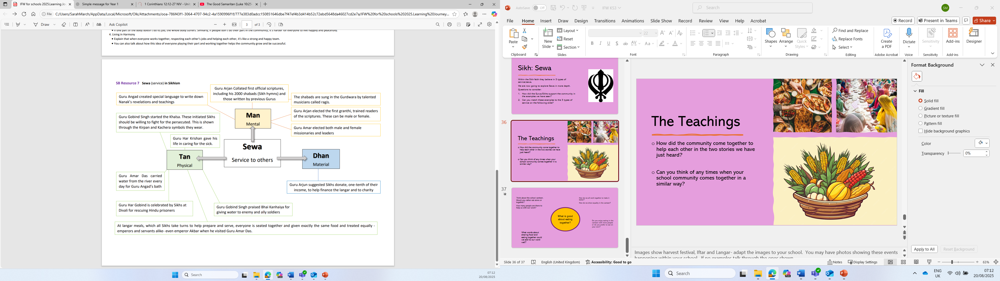 IFW for schools 2025.Learning Jou
Simple message for Year 1
1 Corinthians 12:12-27 NIV - Unit
The Good Samaritan (Luke 10:25-
File
C:/Users/SarahMarch/AppData/Local/Microsoft/Olk/Attachments/ooa-786f43f1-3064-4707-94c2-4a1590996f1f/777e383d0adcc150851646dbe7f47ef4b3d414b52c72ebd5648da46027cd2e7a/IFW%20for%20schools%202025.Learning%20Journey...
Draw
Ask Copilot
3 of 3
• If one part of the body doesn't do its job, the whole body suffers. Similarly, if people don't do their part in the community, it's harder for everyone to live happily and peacefully.
4. Living in Harmony
• Explain that when everyone works together, respecting each other's jobs and helping each other, it's like a strong and happy team.
• You can also talk about how this idea of everyone playing their part and working together helps the community grow and be successful.
SB Resource 7 Sewa (service) in Sikhism
Guru Angad created special language to write down
Nanak's revelations and teachings
Guru Arjan Collated first official scriptures,
including his 2000 shabads (Sikh hymns) and
those written by previous Gurus
The shabads are sung in the Gurdwara by talented
musicians called ragis.
Guru Arjan elected the first granthi, trained readers
of the scriptures. These can be male or female.
Guru Amar elected both male and female
missionaries and leaders
Man
Mental
Guru Gobind Singh started the Khalsa. These initiated Sikhs
should be willing to fight for the persecuted. This is shown
through the Kirpan and Kachera symbols they wear.
Guru Har Krishan gave his
life in caring for the sick.
Sewa
Service to others
Tan
Physical
Dhan
Material
Guru Amar Das carried
water from the river every
day for Guru Angad's bath
Guru Arjun suggested Sikhs donate, one-tenth of their
income, to help finance the langar and to charity
Guru Har Gobind is celebrated by Sikhs at
Divali for rescuing Hindu prisoners
Guru Gobind Singh praised Bhai Kanhaiya for
giving water to enemy and ally soldiers
At langar meals, which all Sikhs take turns to help prepare and serve, everyone is seated together and given exactly the same food and treated equally -
emperors and servants alike- even emperor Akbar when he visited Guru Amar Das.
Search
07:12
20/08/2025
AutoSave Off
IFW KS3
Search
SM
File Home Insert Draw Design Transitions Animations Slide Show Record Review View Help Acrobat
Record
Present in Teams
Share
Paste
Clipboard
New
Slide
Layout
Reset
Section
Slides
22
Font
Paragraph
Shapes
Arrange
Quick
Styles
Drawing
Find and Replace
Replace Fonts
Select
Editing
Create
a PDF
Adobe Acrobat
Dictate
Voice
Sensitivity
Sensitivity
Add-ins
Add-ins
Designer
Sikh: Sewa
Within the Sikh faith they believe in 3 types of
service/sewa.
We are now going to explore Sewa in more depth.
Questions to consider:
1. How did the Gurus/Sikhs support the community in
the examples we have seen?
2. Can you match these examples to the 3 types of
service on the following slide?
36
The Teachings
o How did the community come together to
help each other in the two stories we have
just heard?
o Can you think of any times when your
school community comes together in a
similar way?
37
Think about the school canteen.
Would you rather eat alone or
together?
How many people are there to
help us with our lunch?
How do we all work together to make it
better?
How do we show equality in the canteen?
What is good
about eating
together?
Do you enjoy eating in the
canteen with more people
or do you prefer to eat on
your own?
What words about
sharing food and
eating together could
we add to our word
wall?
The Teachings
o How did the community come together to
help each other in the two stories we have
just heard?
o Can you think of any times when your
school community comes together in a
similar way?
Images show harvest festival, Iftar and Langar- adapt the images to your school. You may have photos showing these events
happening within your school. If no examples talk through the ones shown
Format Background
Fill
Solid fill
Gradient fill
Picture or texture fill
Pattern fill
Hide background graphics
Color
Transparency 0%
Apply to All
Reset Background
Slide 36 of 37
English (United Kingdom)
Accessibility: Good to go
Notes
Display Settings
63%
Search
ENG
UK
07:12
20/08/2025